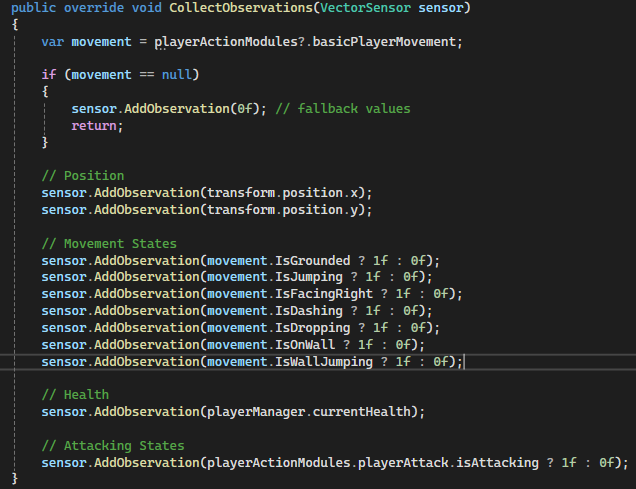 public override void CollectObservations(VectorSensor sensor)
{
var movement = playerActionModules?.basicPlayerMovement;
if (movement == null)
{
sensor.AddObservation(0f); // fallback values
return;
}
// Position
sensor.AddObservation(transform.position.x);
sensor.AddObservation(transform.position.y);
// Movement States
sensor.AddObservation(movement.IsGrounded ? 1f : 0f);
sensor.AddObservation(movement.IsJumping ? 1f : 0f);
sensor.AddObservation(movement.IsFacingRight ? 1f : 0f);
sensor.AddObservation(movement.IsDashing ? 1f : 0f);
sensor.AddObservation(movement.IsDropping ? 1f : 0f);
sensor.AddObservation(movement.IsOnWall ? 1f : 0f);
sensor.AddObservation(movement.IsWallJumping ? 1f : 0f);
// Health
sensor.AddObservation(playerManager.currentHealth);
// Attacking States
sensor.AddObservation(playerActionModules.playerAttack.isAttacking ? 1f : 0f);
}